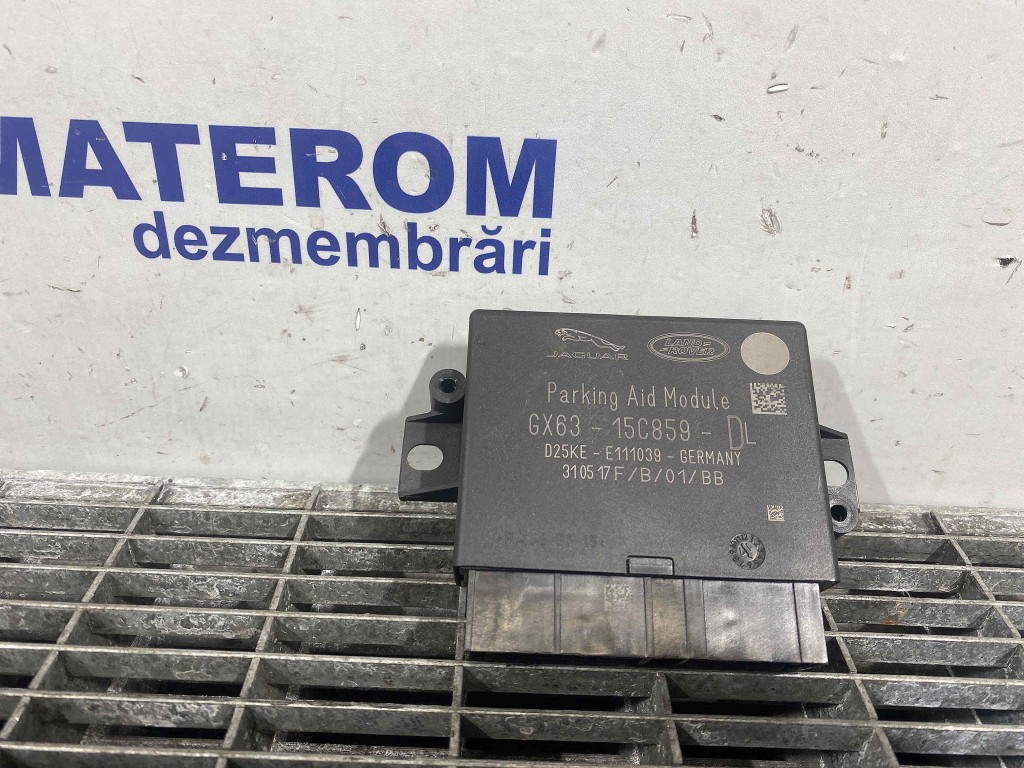 MATEROM
dezmembrări
JAGUAR
LAND ROVER
Parking Aid Module
GX63 - 15C859 - DL
D25KE - E111039 - GERMANY
310517F/B/01/BB